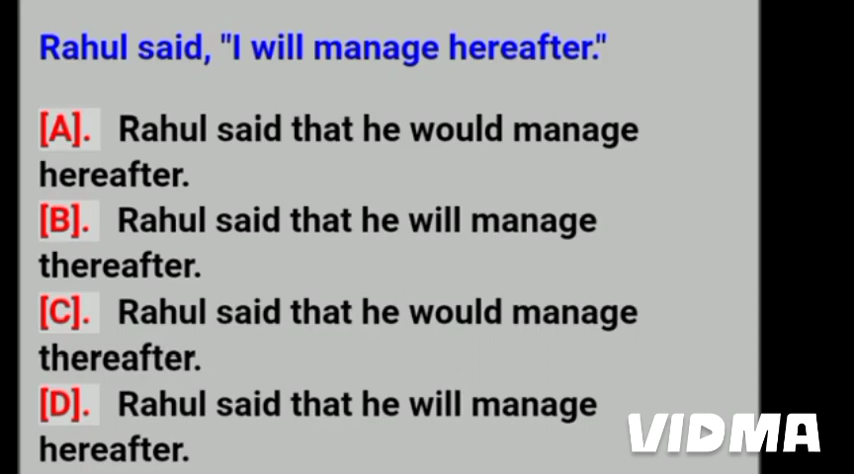 Rahul said, "I will manage hereafter."
[A]. Rahul said that he would manage
hereafter.
[B]. Rahul said that he will manage
thereafter.
[C]. Rahul said that he would manage
thereafter.
[D]. Rahul said that he will manage
hereafter.
VIDMA